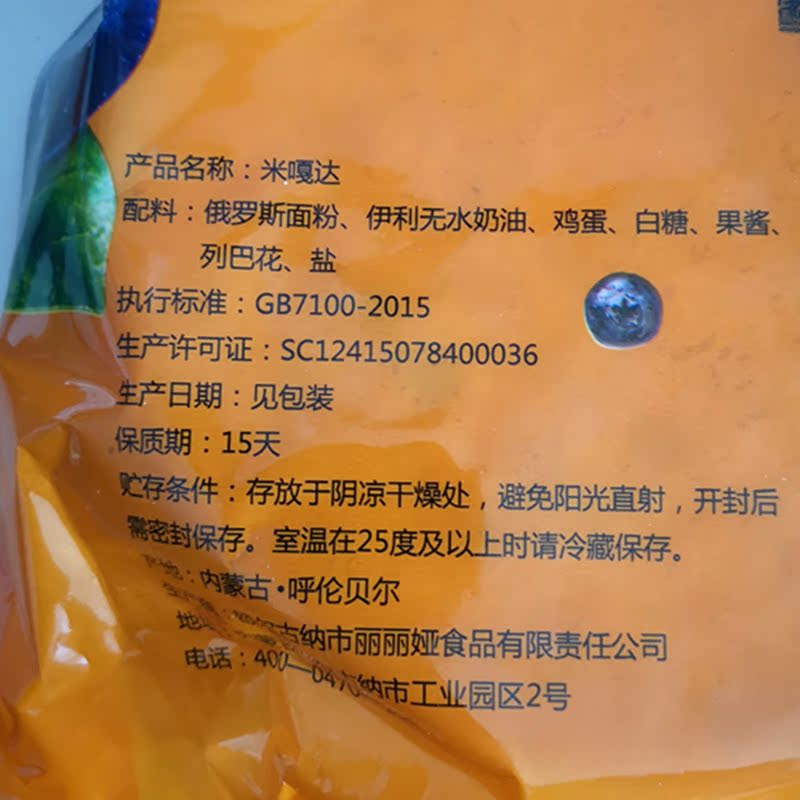 产品名称：米嘎达
配料：俄罗斯面粉、伊利无水奶油、鸡蛋、白糖、果酱、
列巴花、盐
执行标准：GB7100-2015
生产许可证：SC12415078400036
生产日期：见包装
保质期：15天
贮存条件：存放于阴凉干燥处，避免阳光直射，开封后
需密封保存。室温在25度及以上时请冷藏保存。
产地：内蒙古·呼伦贝尔
古纳市丽丽娅食品有限责任公司
纳市工业园区2号
电话：400—0470